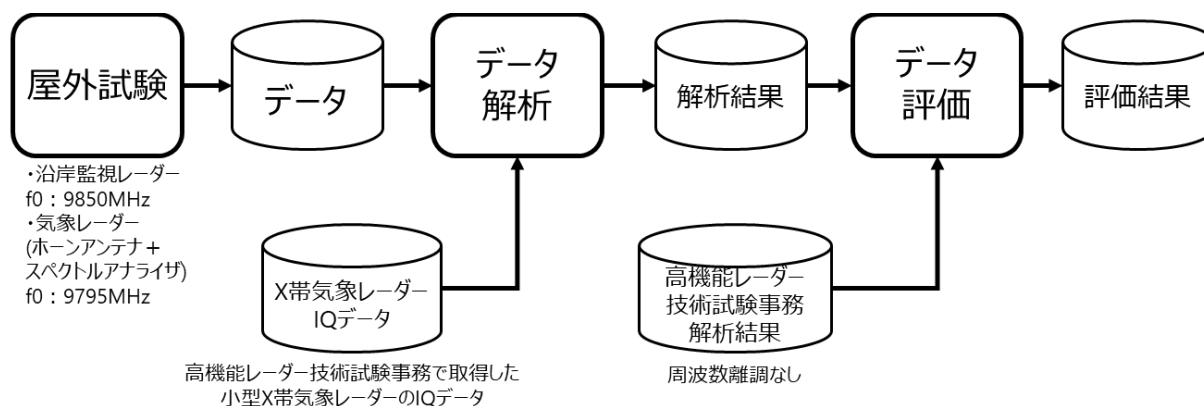 屋外試験
データ
データ
解析
解析結果
データ
評価
評価結果
・沿岸監視レーダー
f0：9850MHz
・気象レーダー
(ホーンアンテナ＋
スペクトルアナライザ)
f0：9795MHz
X帯気象レーダー
IQデータ
高機能レーダー技術試験事務で取得した
小型X帯気象レーダーのIQデータ
高機能レーダー
技術試験事務
解析結果
周波数離調なし